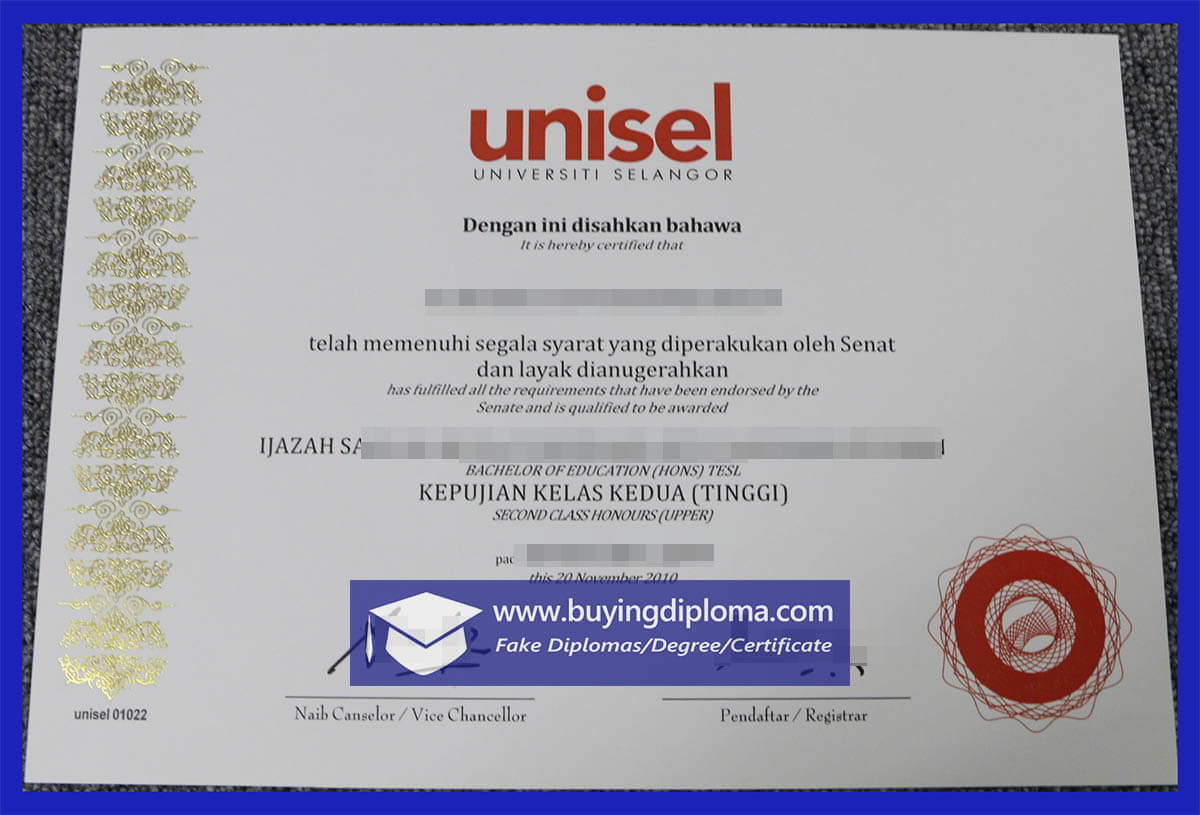 unisel
UNIVERSITI SELANGOR
Dengan ini disahkan bahawa
It is hereby certified that
telah memenuhi segala syarat yang diperakukan oleh Senat
dan layak dianugerahkan
has fulfilled all the requirements that have been endorsed by the
Senate and is qualified to be awarded
IJAZAH
BACHELOR OF EDUCATION (HONS) TESL
KEPUJIAN KELAS KEDUA (TINGGI)
SECOND CLASS HONOURS (UPPER)
this 20 November 2010
www.buyingdiploma.com
Fake Diplomas/Degree/Certificate
Naib Canselor / Vice Chancellor
Pendaftar / Registrar
unisel 01022